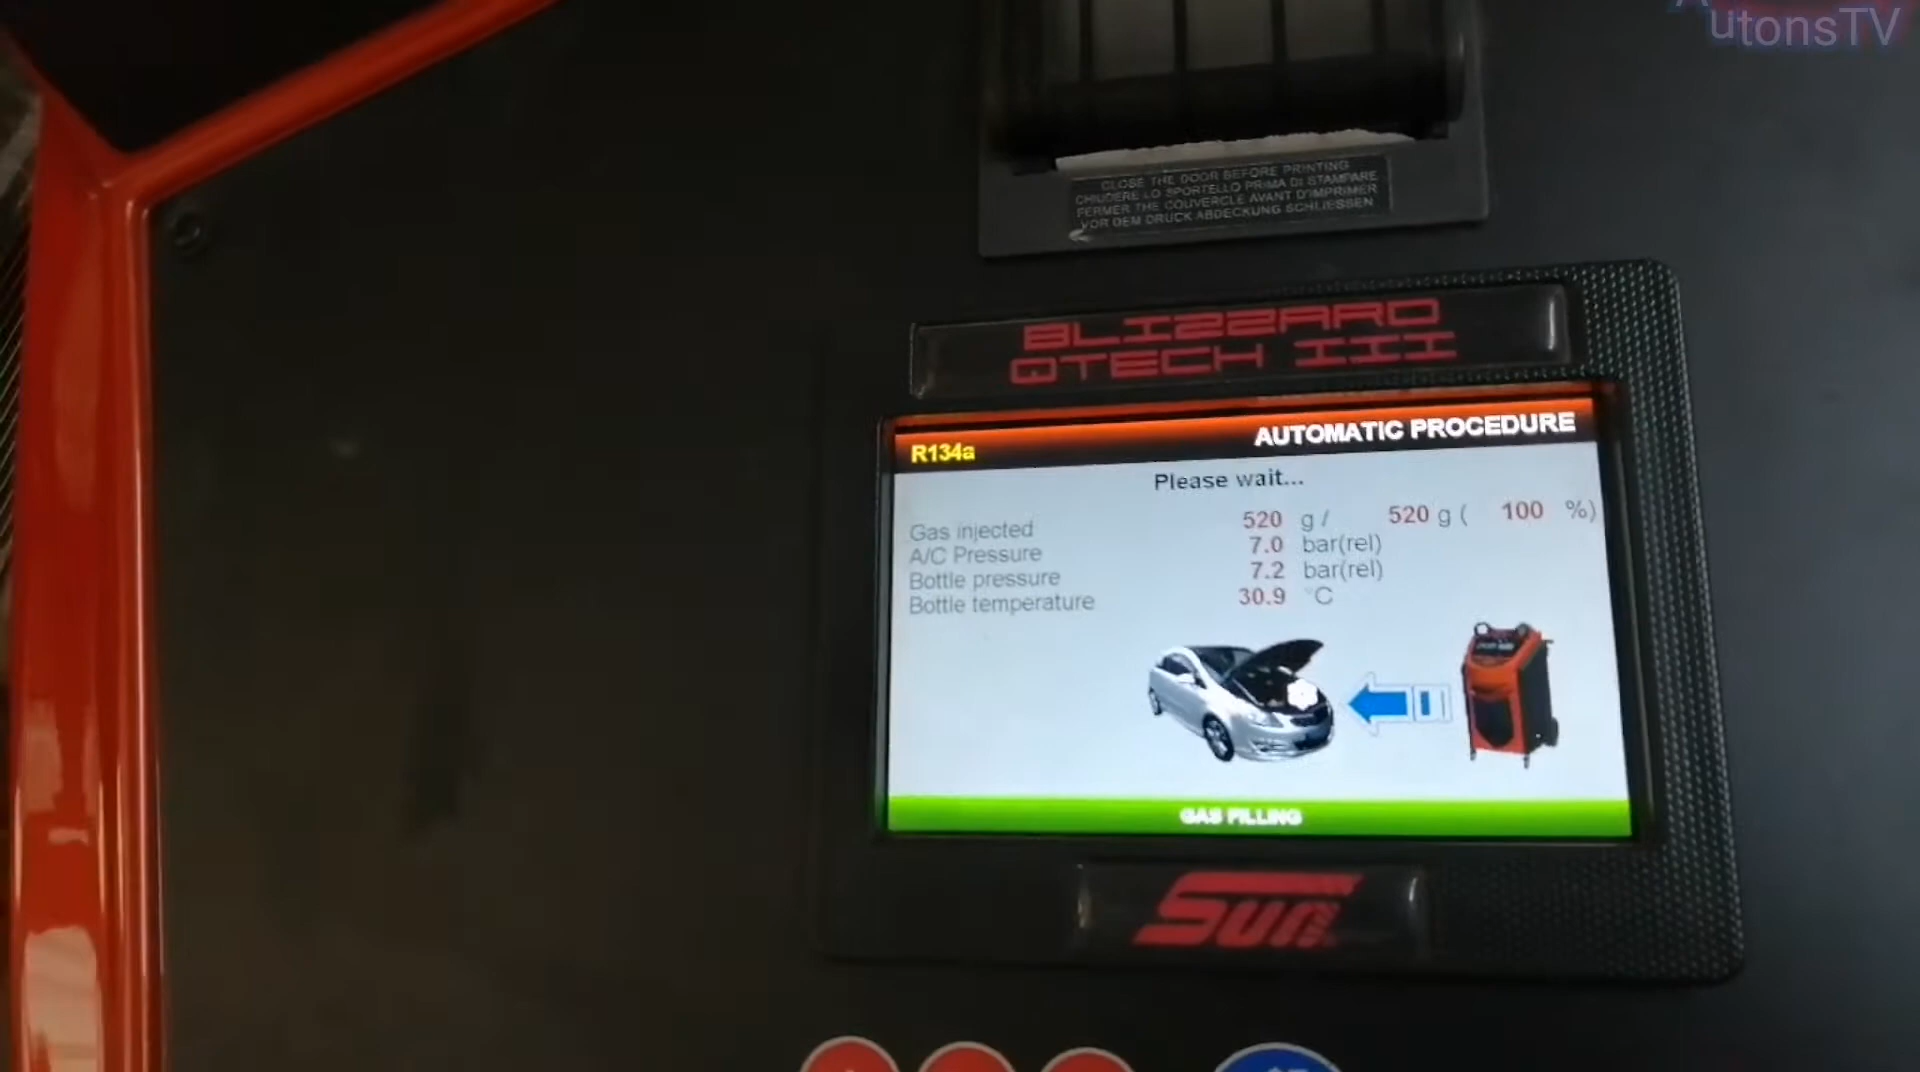 utonsTV
CLOSE THE DOOR BEFORE PRINTING
CHIUDERE LO SPORTELLO PRIMA DI STAMPARE
FERMER THE COUVERCLE AVANT D'IMPRIMER
VOR DEM DRUCK ABDECKUNG SCHLIESSEN
BLIZZARD
QTECH III
R134a
AUTOMATIC PROCEDURE
Please wait...
Gas injected 520 g / 520 g ( 100 %)
A/C Pressure 7.0 bar(rel)
Bottle pressure 7.2 bar(rel)
Bottle temperature 30.9 °C
GAS FILLING
Sun